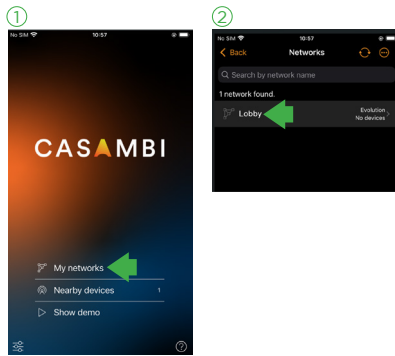 1
No SIM 10:57
CASAMBI
My networks
Nearby devices 1
Show demo
?
2
No SIM 10:57
Back Networks
Search by network name
1 network found.
Lobby Evolution
No devices